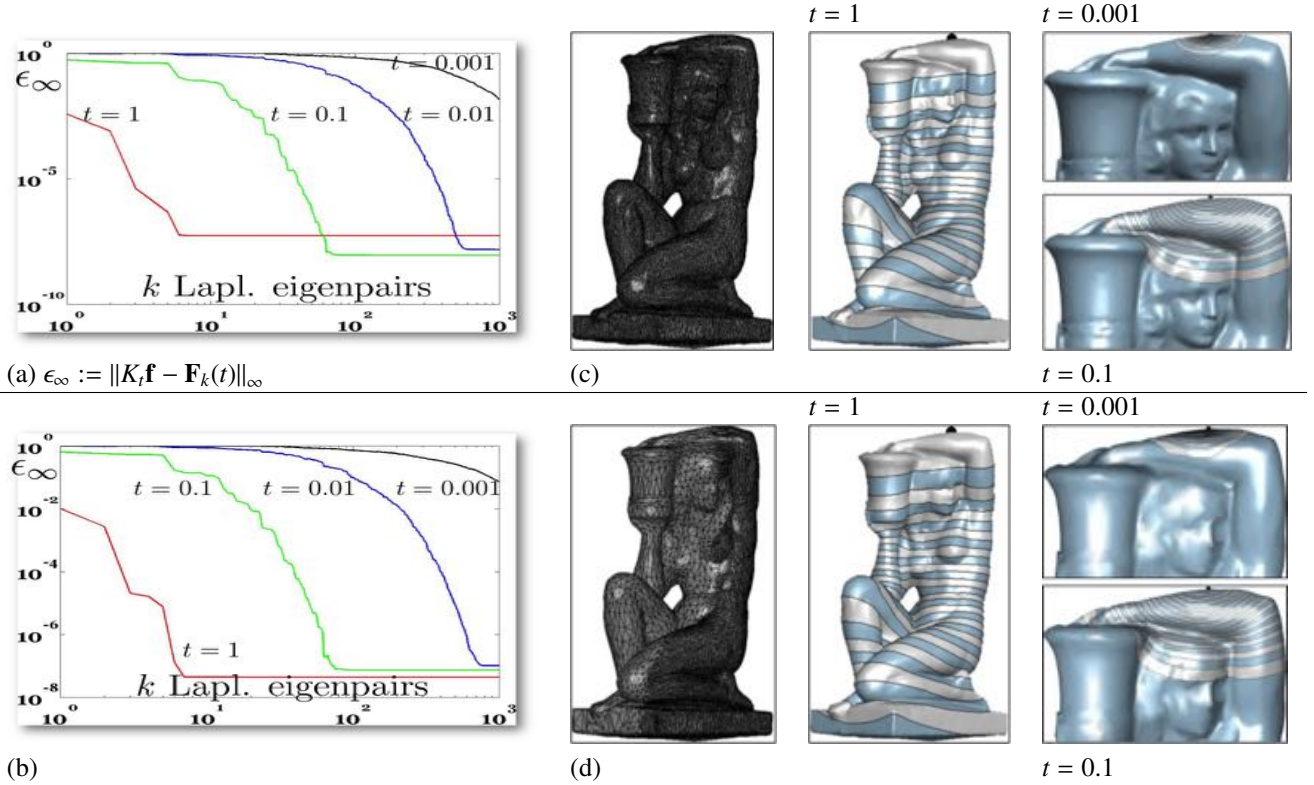 t = 1
t = 0.001
10^0
ϵ∞
t = 0.001
t = 1
t = 0.1
t = 0.01
10^-5
k Lapl. eigenpairs
10^-10
10^0
10^1
10^2
10^3
(a) ϵ∞ := ‖K_t f − F_k(t)‖∞
(c)
t = 0.1
t = 1
t = 0.001
10^0
ϵ∞
t = 0.1
t = 0.01
t = 0.001
10^-2
10^-4
10^-6
t = 1
k Lapl. eigenpairs
10^-8
10^0
10^1
10^2
10^3
(b)
(d)
t = 0.1